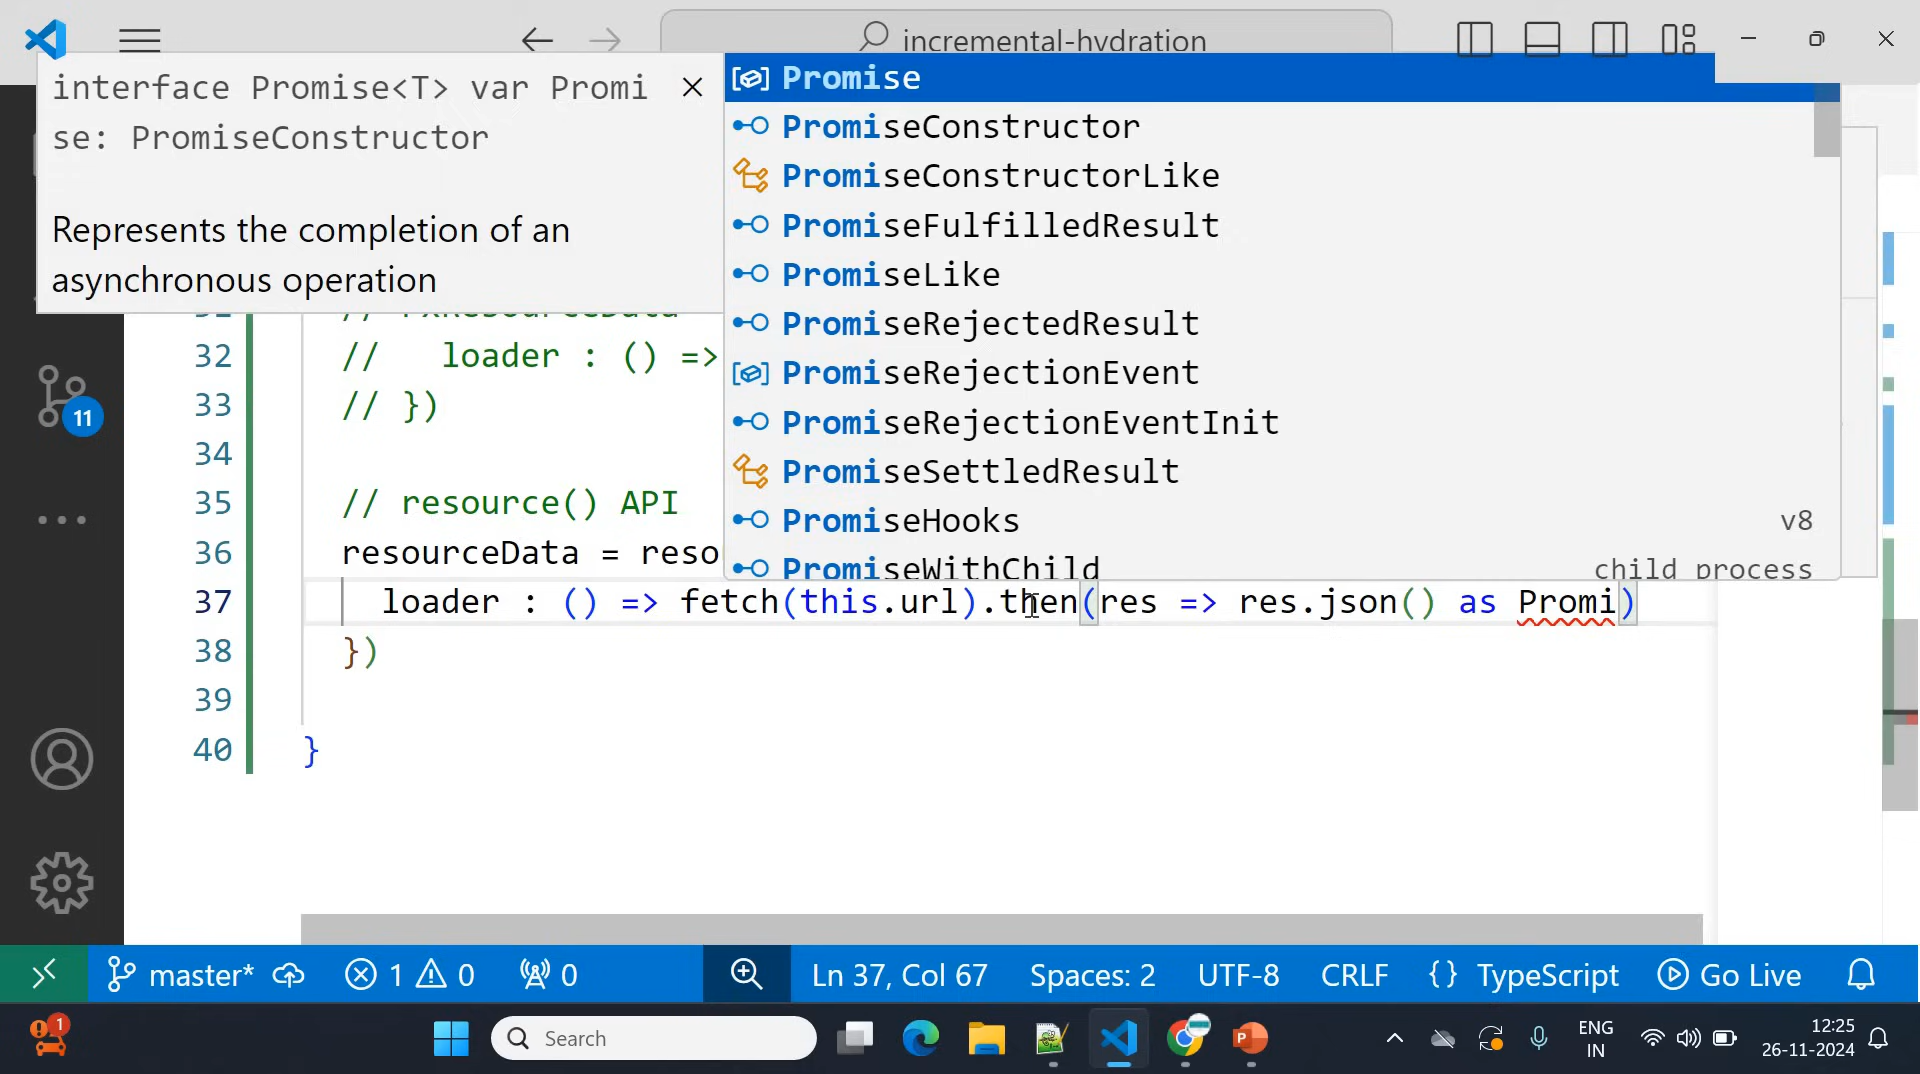 incremental-hydration
interface Promise<T> var Promi
se: PromiseConstructor
Represents the completion of an
asynchronous operation
Promise
PromiseConstructor
PromiseConstructorLike
PromiseFulfilledResult
PromiseLike
PromiseRejectedResult
PromiseRejectionEvent
PromiseRejectionEventInit
PromiseSettledResult
PromiseHooks v8
PromiseWithChild child_process
31 // rxResourceData
32 // loader : () =>
33 // })
34
35 // resource() API
36 resourceData = reso
37 loader : () => fetch(this.url).then(res => res.json() as Promi)
38 })
39
40 }
11
master* 1 0 0 Ln 37, Col 67 Spaces: 2 UTF-8 CRLF {} TypeScript Go Live
1 Search ENG
IN
12:25
26-11-2024